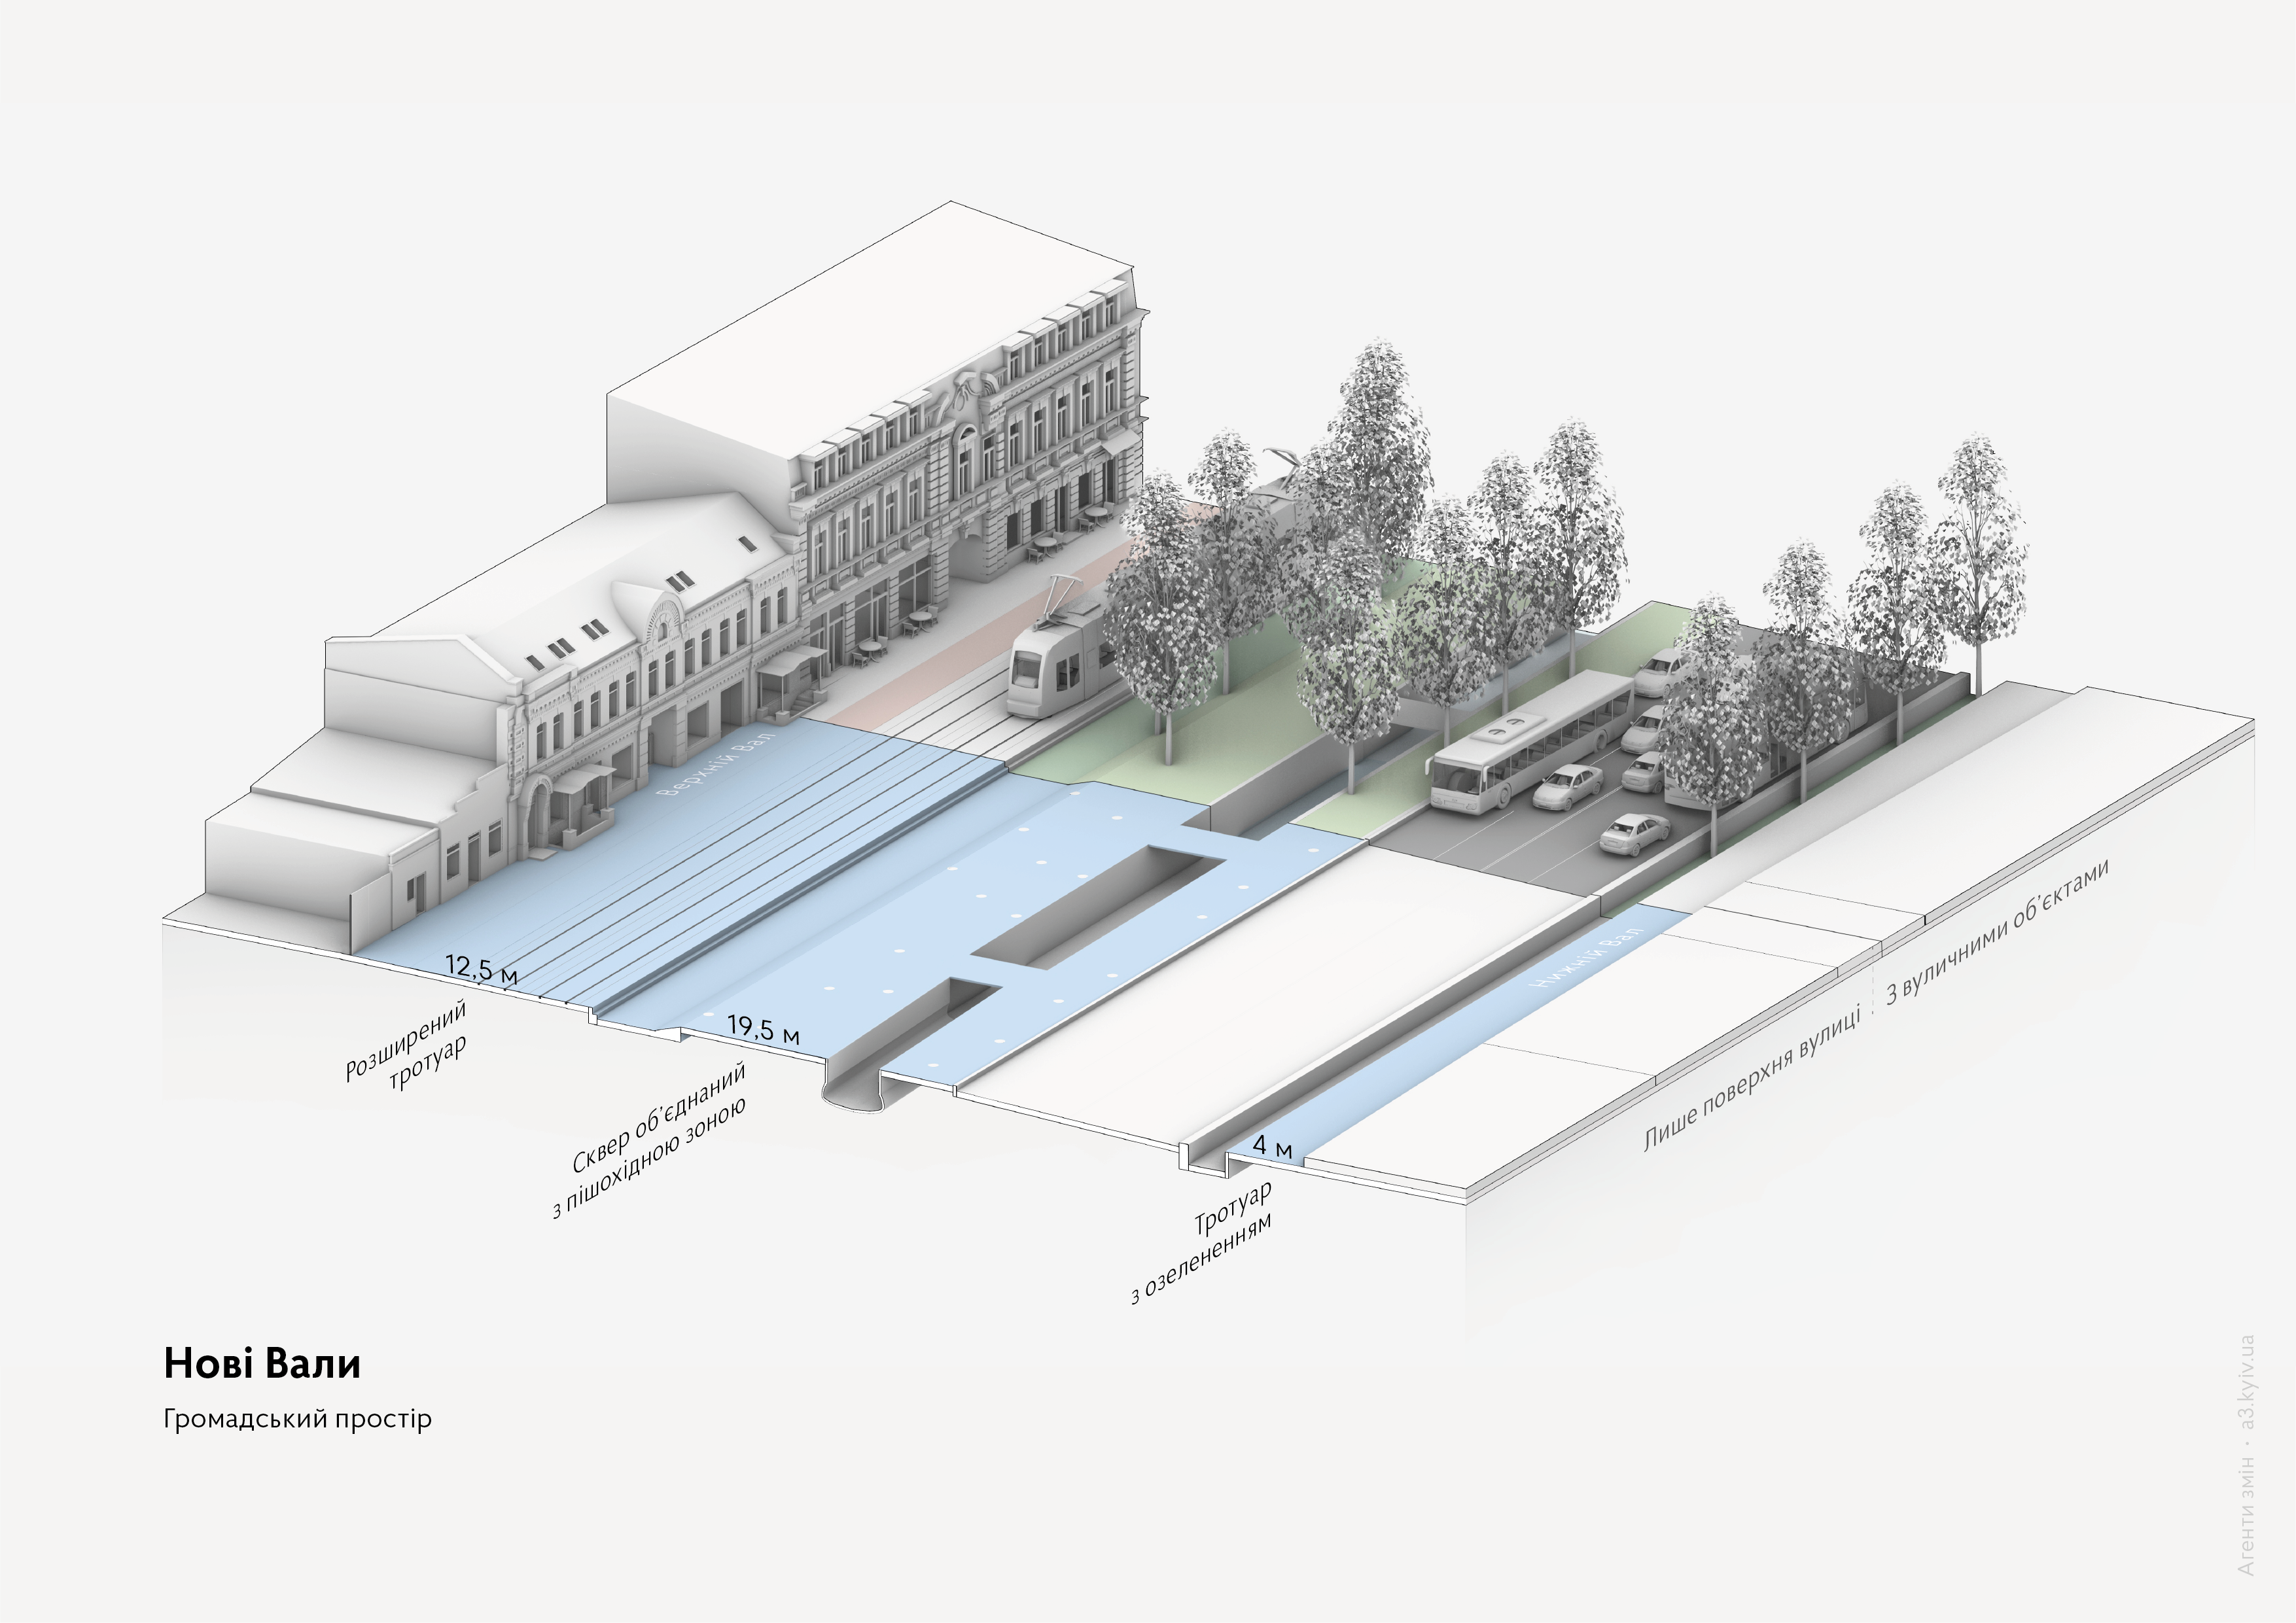 Верхній Вал
12,5 м
Розширений
тротуар
19,5 м
Сквер об’єднаний
з пішохідною зоною
Нижній Вал
4 м
Тротуар
з озелененням
Лише поверхня вулиці
З вуличними об’єктами
Нові Вали
Громадський простір
Агенти змін • a3.kyiv.ua